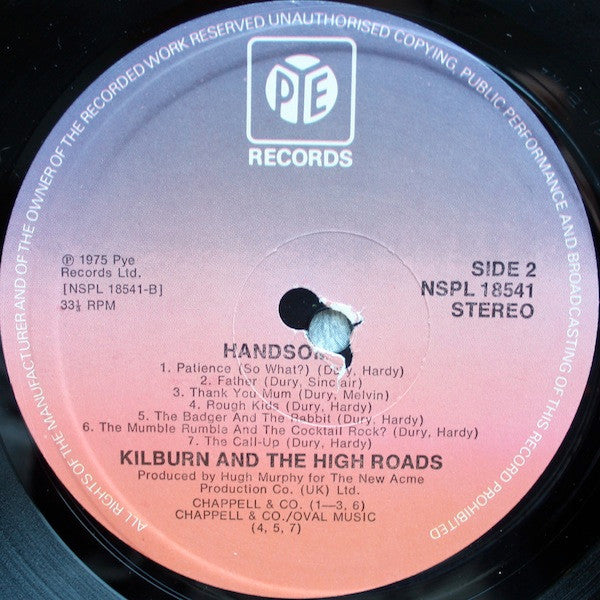 ALL RIGHTS OF THE MANUFACTURER AND OF THE OWNER OF THE RECORDED WORK RESERVED UNAUTHORISED COPYING, PUBLIC PERFORMANCE AND BROADCASTING OF THIS RECORD PROHIBITED
PYE
RECORDS
℗ 1975 Pye
Records Ltd.
[NSPL 18541-B]
33⅓ RPM
SIDE 2
NSPL 18541
STEREO
1. Patience (So What?) (Dury, Hardy)
2. Father (Dury, Sinclair)
3. Thank You Mum (Dury, Melvin)
4. Rough Kids (Dury, Hardy)
5. The Badger And The Rabbit (Dury, Hardy)
6. The Mumble Rumbla And The Cocktail Rock? (Dury, Hardy)
7. The Call-Up (Dury, Hardy)
KILBURN AND THE HIGH ROADS
Produced by Hugh Murphy for The New Acme
Production Co. (UK) Ltd.
CHAPPELL & CO. (1—3, 6)
CHAPPELL & CO./OVAL MUSIC
(4, 5, 7)